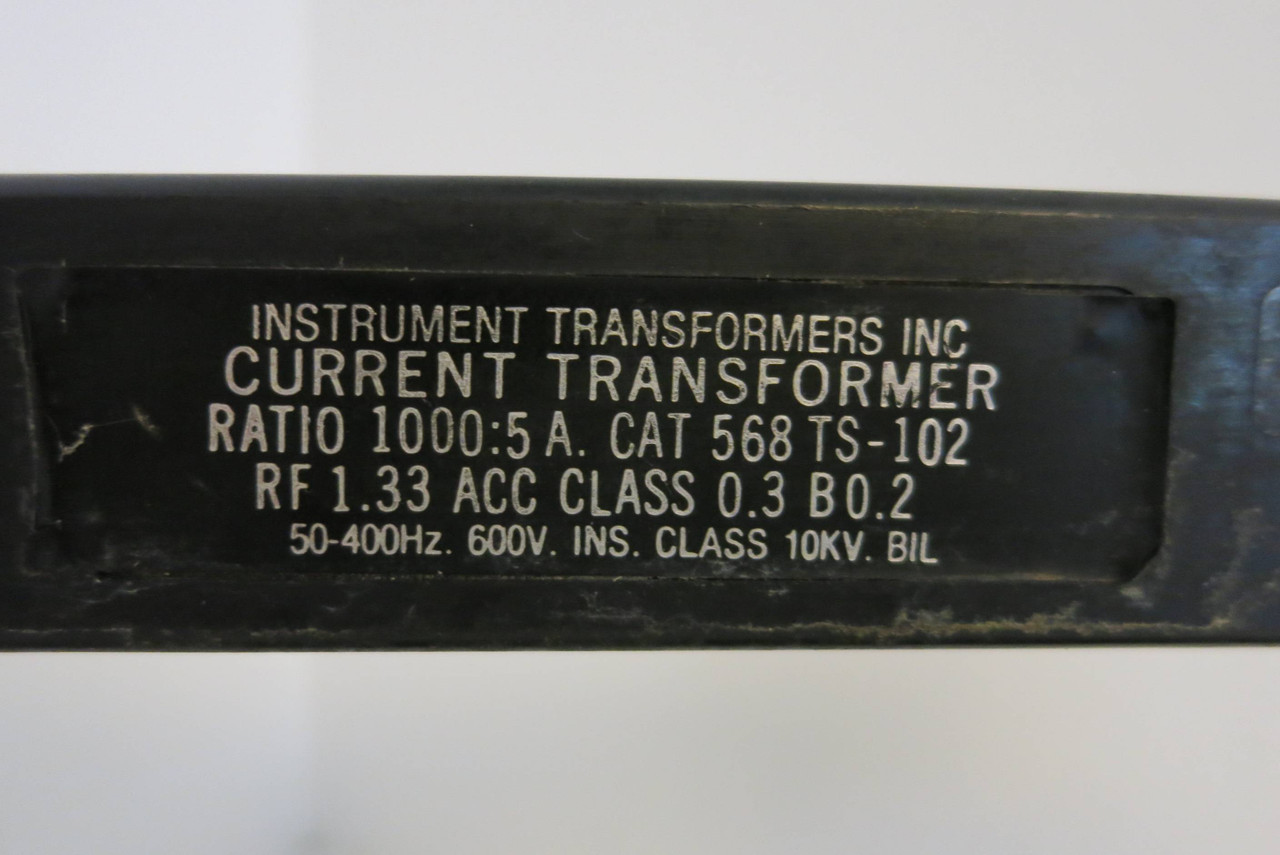 INSTRUMENT TRANSFORMERS INC
CURRENT TRANSFORMER
RATIO 1000:5 A. CAT 568 TS-102
RF 1.33 ACC CLASS 0.3 B0.2
50-400Hz. 600V. INS. CLASS 10KV. BIL